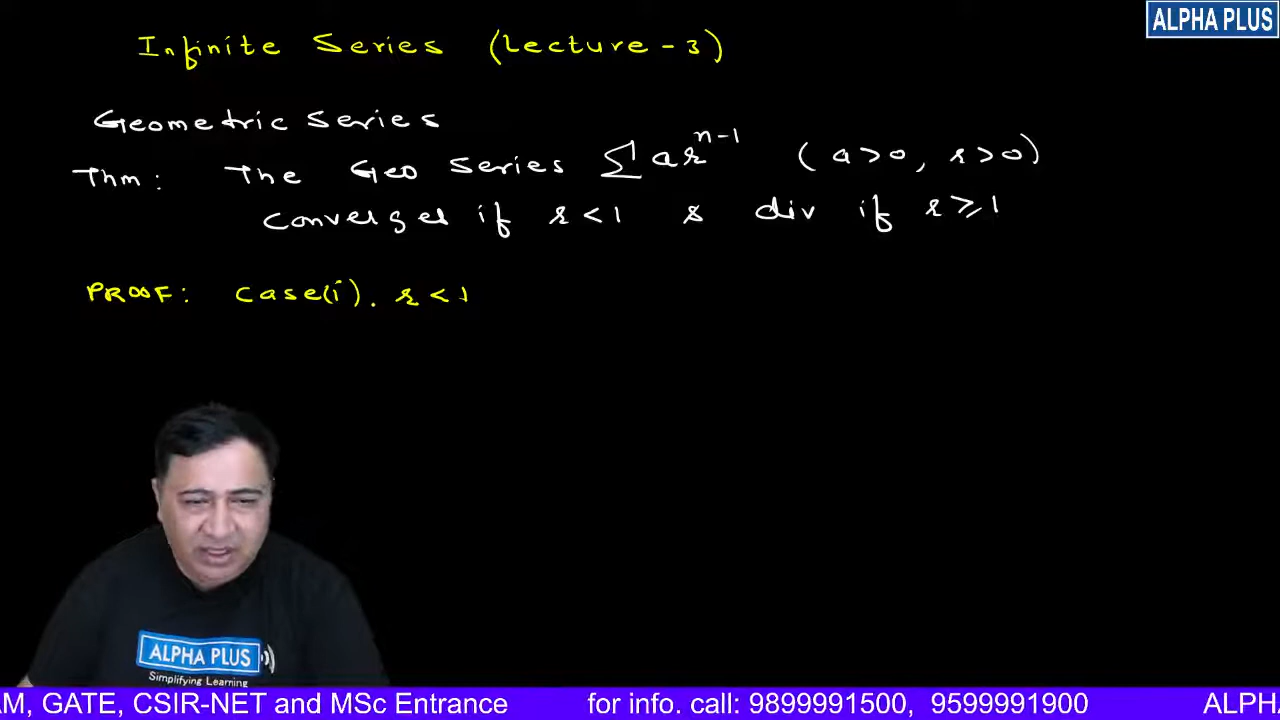 ALPHA PLUS
Infinite Series (Lecture - 3)
Geometric Series
Thm: The Geo Series ∑ar^{n-1} (a>0, r>0)
Converges if r<1 & div if r≥1
PROOF: Case(i). r<1
ALPHA PLUS
Simplifying Learning
AM, GATE, CSIR-NET and MSc Entrance for info. call: 9899991500, 9599991900 ALPH